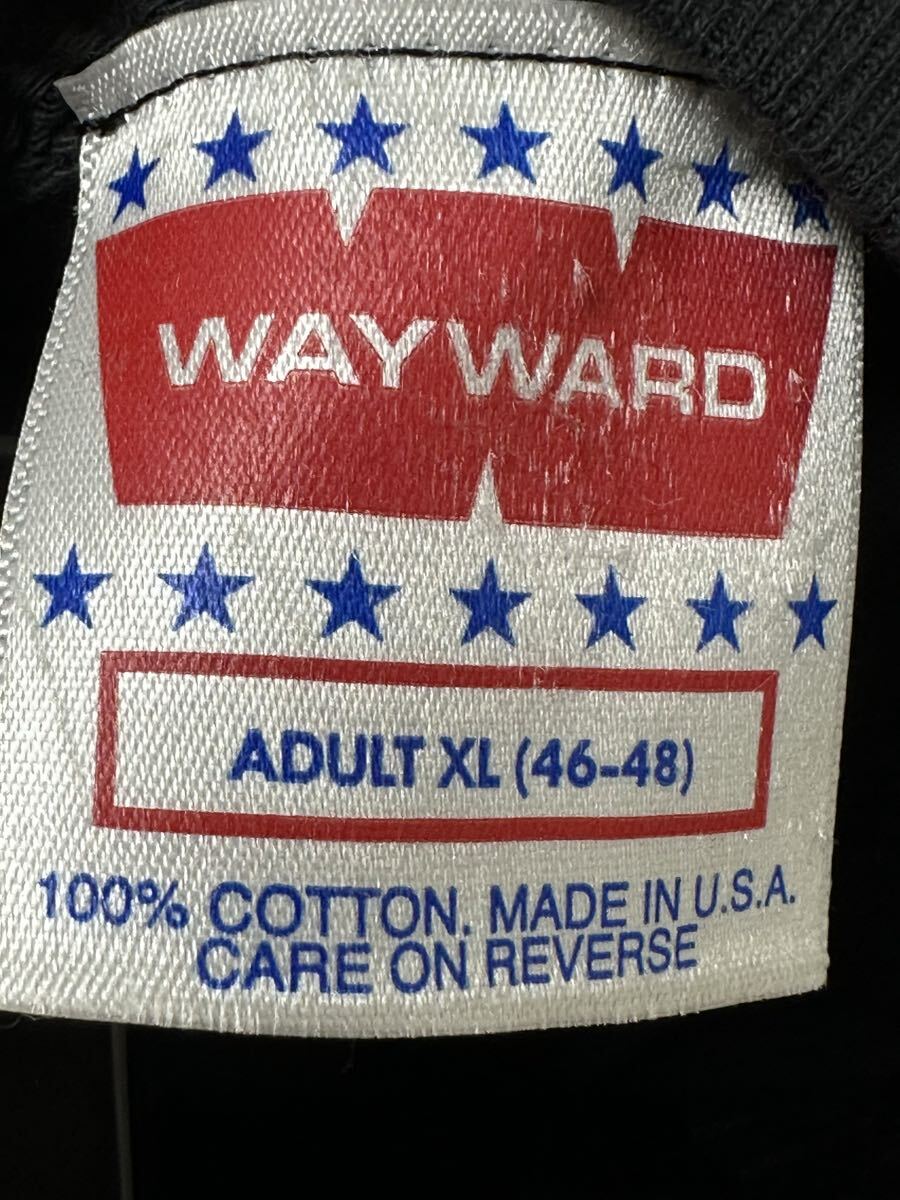 WAYWARD
ADULT XL (46-48)
100% COTTON. MADE IN U.S.A.
CARE ON REVERSE